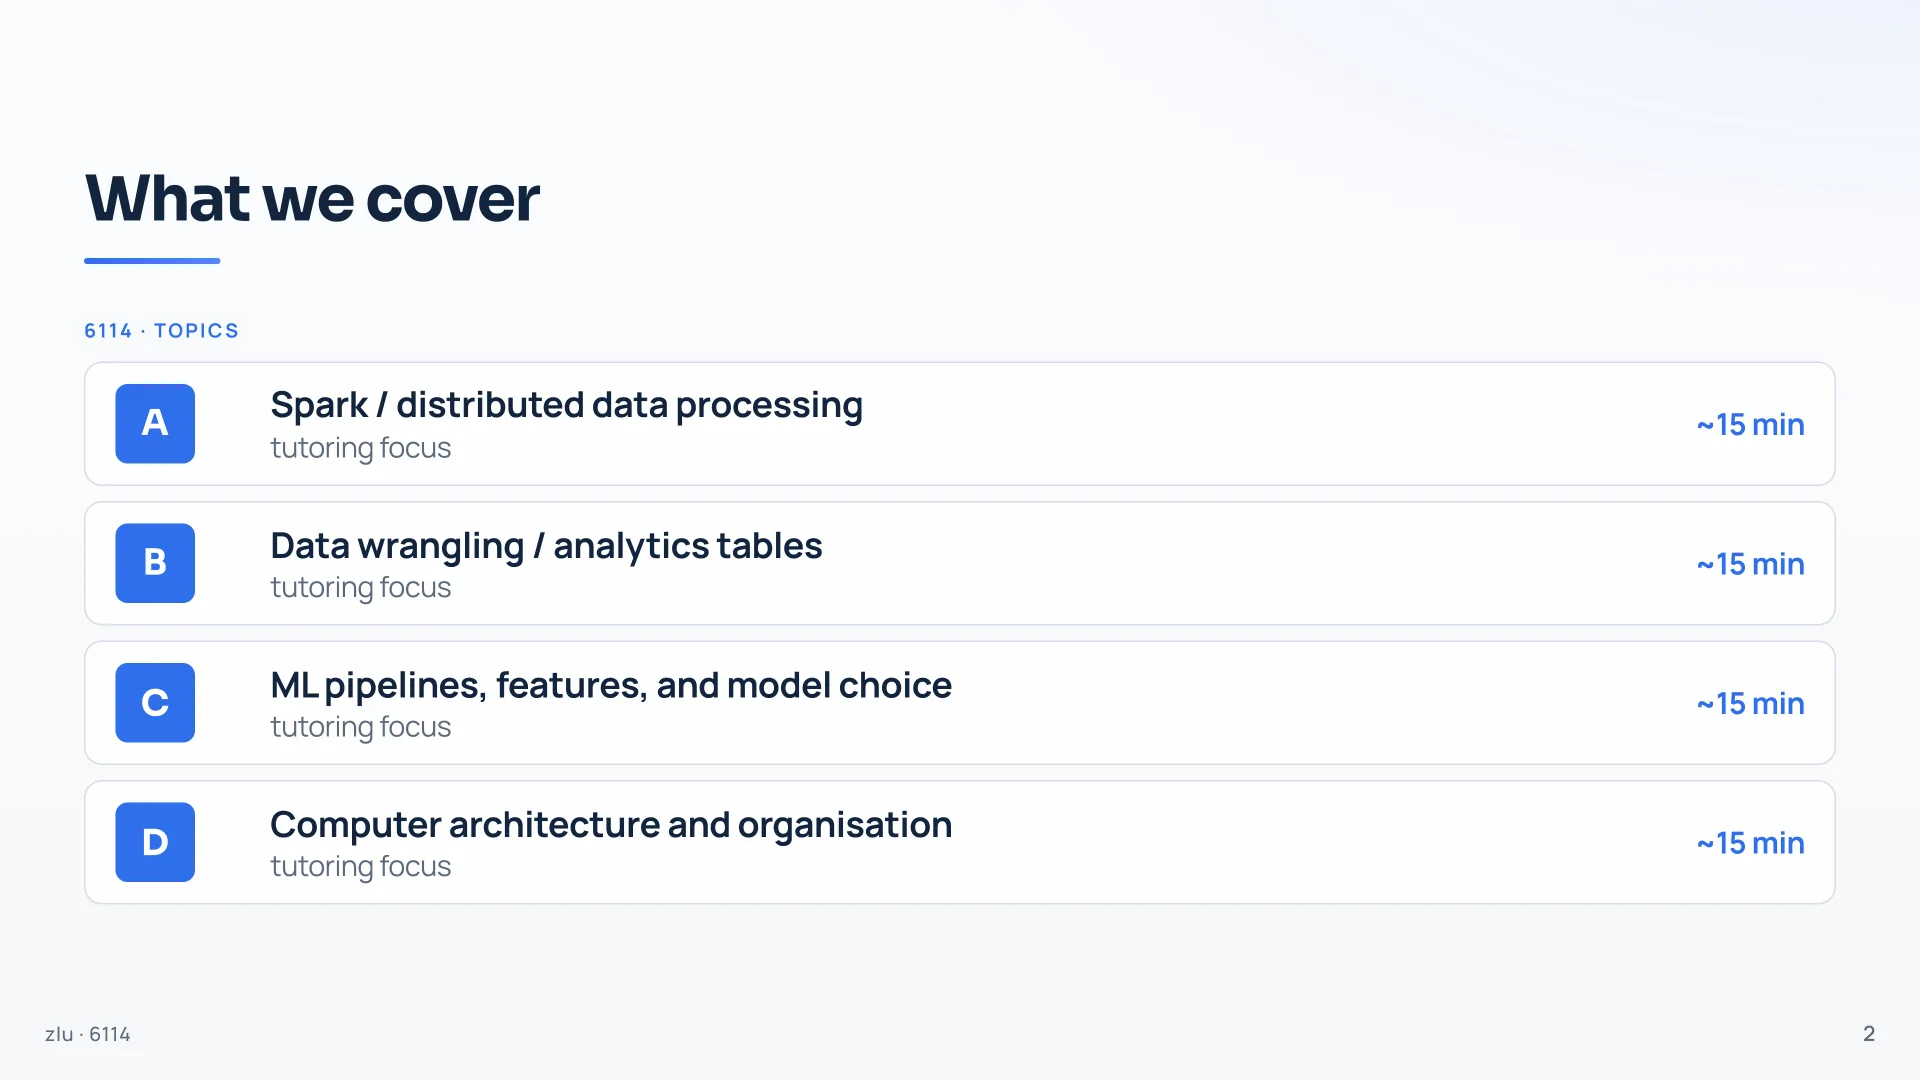 What we cover
6114 · TOPICS
A
Spark / distributed data processing
tutoring focus
~15 min
B
Data wrangling / analytics tables
tutoring focus
~15 min
C
ML pipelines, features, and model choice
tutoring focus
~15 min
D
Computer architecture and organisation
tutoring focus
~15 min
zlu · 6114
2